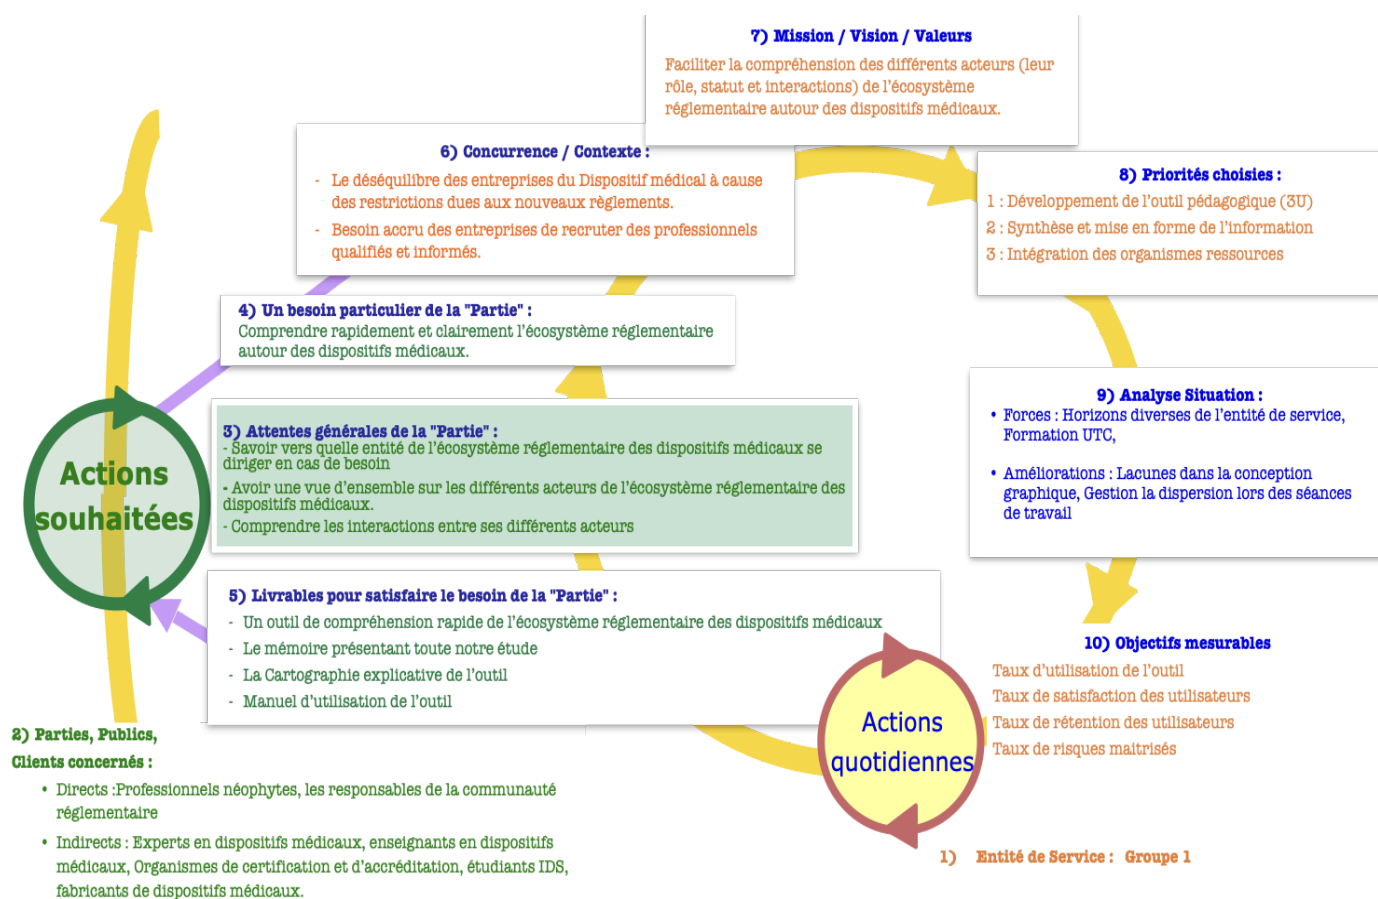 7) Mission / Vision / Valeurs
Faciliter la compréhension des différents acteurs (leur
rôle, statut et interactions) de l'écosystème
réglementaire autour des dispositifs médicaux.
6) Concurrence / Contexte :
- Le déséquilibre des entreprises du Dispositif médical à cause
des restrictions dues aux nouveaux règlements.
- Besoin accru des entreprises de recruter des professionnels
qualifiés et informés.
8) Priorités choisies :
1 : Développement de l'outil pédagogique (3U)
2 : Synthèse et mise en forme de l'information
3 : Intégration des organismes ressources
4) Un besoin particulier de la "Partie" :
Comprendre rapidement et clairement l'écosystème réglementaire
autour des dispositifs médicaux.
9) Analyse Situation :
• Forces : Horizons diverses de l'entité de service,
Formation UTC,
• Améliorations : Lacunes dans la conception
graphique, Gestion la dispersion lors des séances
de travail
Actions
souhaitées
3) Attentes générales de la "Partie" :
- Savoir vers quelle entité de l'écosystème réglementaire des dispositifs médicaux se
diriger en cas de besoin
- Avoir une vue d'ensemble sur les différents acteurs de l'écosystème réglementaire des
dispositifs médicaux.
- Comprendre les interactions entre ses différents acteurs
5) Livrables pour satisfaire le besoin de la "Partie" :
- Un outil de compréhension rapide de l'écosystème réglementaire des dispositifs médicaux
- Le mémoire présentant toute notre étude
- La Cartographie explicative de l'outil
- Manuel d'utilisation de l'outil
10) Objectifs mesurables
Taux d'utilisation de l'outil
Taux de satisfaction des utilisateurs
Taux de rétention des utilisateurs
Taux de risques maitrisés
Actions
quotidiennes
2) Parties, Publics,
Clients concernés :
• Directs :Professionnels néophytes, les responsables de la communauté
réglementaire
• Indirects : Experts en dispositifs médicaux, enseignants en dispositifs
médicaux, Organismes de certification et d'accréditation, étudiants IDS,
fabricants de dispositifs médicaux.
1) Entité de Service : Groupe 1